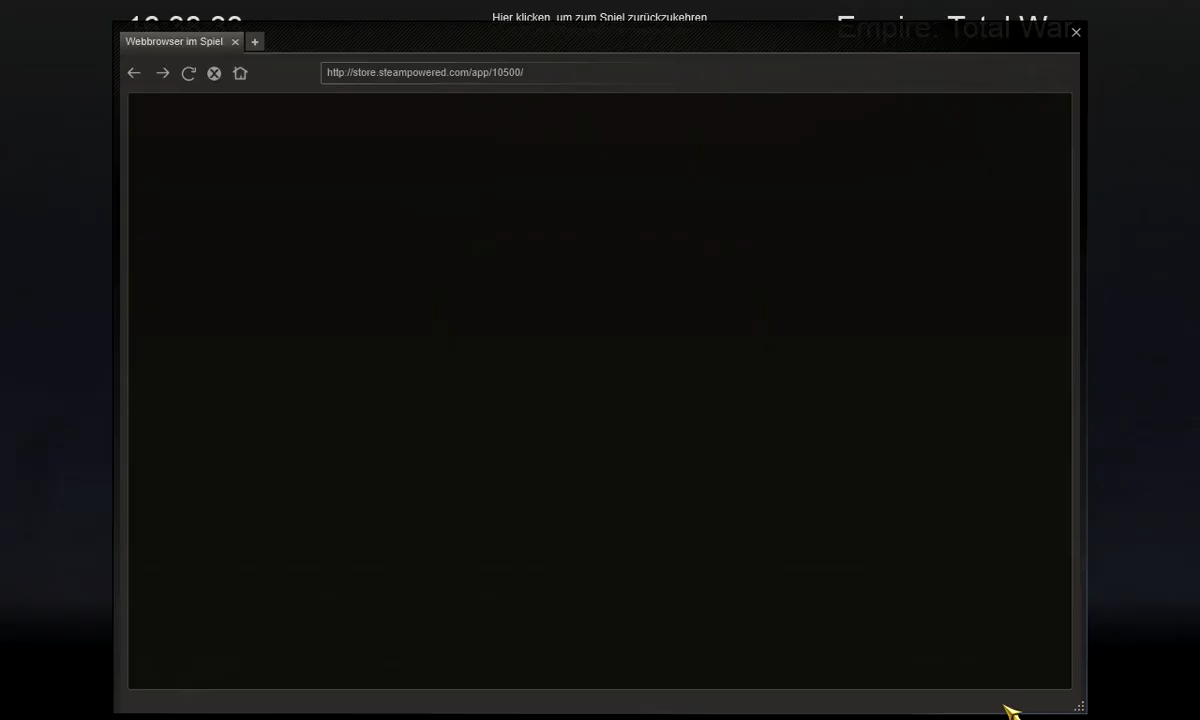 Hier klicken, um zum Spiel zurückzukehren
Empire: Total War
Webbrowser im Spiel
http://store.steampowered.com/app/10500/